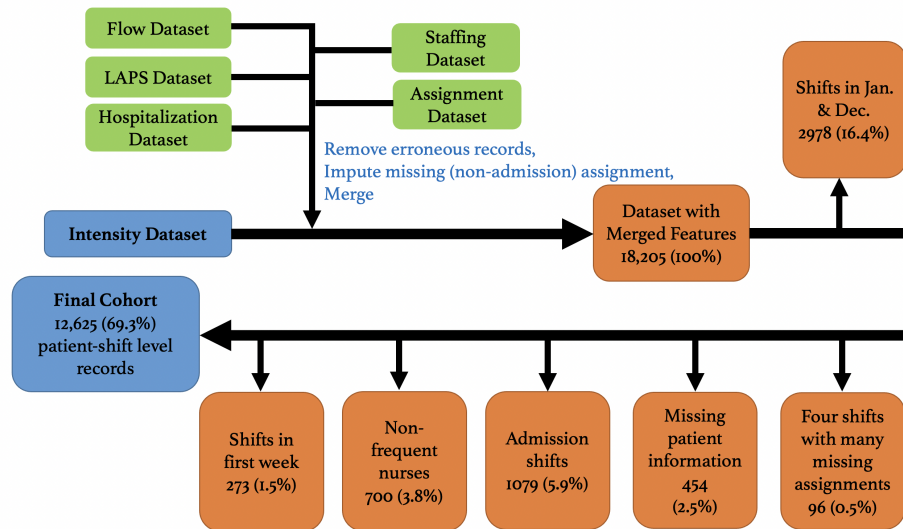 Flow Dataset
LAPS Dataset
Hospitalization
Dataset
Staffing
Dataset
Assignment
Dataset
Remove erroneous records,
Impute missing (non-admission) assignment,
Merge
Shifts in Jan.
& Dec.
2978 (16.4%)
Intensity Dataset
Dataset with
Merged Features
18,205 (100%)
Final Cohort
12,625 (69.3%)
patient-shift level
records
Shifts in
first week
273 (1.5%)
Non-
frequent
nurses
700 (3.8%)
Admission
shifts
1079 (5.9%)
Missing
patient
information
454
(2.5%)
Four shifts
with many
missing
assignments
96 (0.5%)